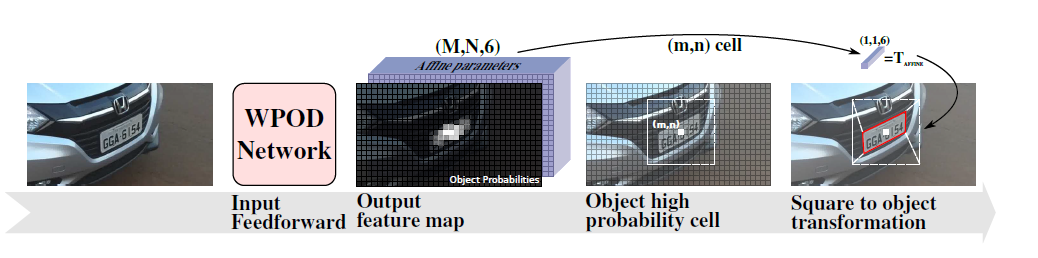 (M,N,6)
(m,n) cell
(1,1,6)
=TAFFINE
Affine parameters
GGA·6154
WPOD
Network
(m,n)
Object Probabilities
Input
Feedforward
Output
feature map
Object high
probability cell
Square to object
transformation